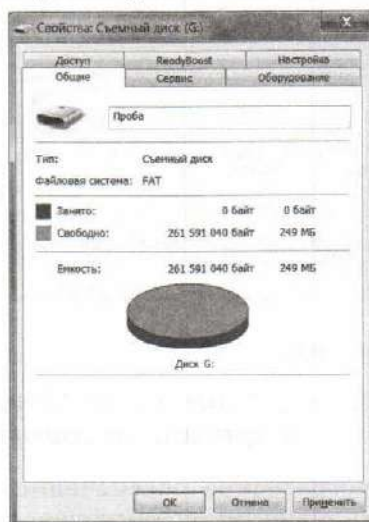 Свойства: Съемный диск (G:)
Доступ ReadyBoost Настройка
Общие Сервис Оборудование
Проба
Тип: Съемный диск
Файловая система: FAT
Занято: 0 байт 0 байт
Свободно: 261 591 040 байт 249 МБ
Емкость: 261 591 040 байт 249 МБ
Диск G:
OK Отмена Применить